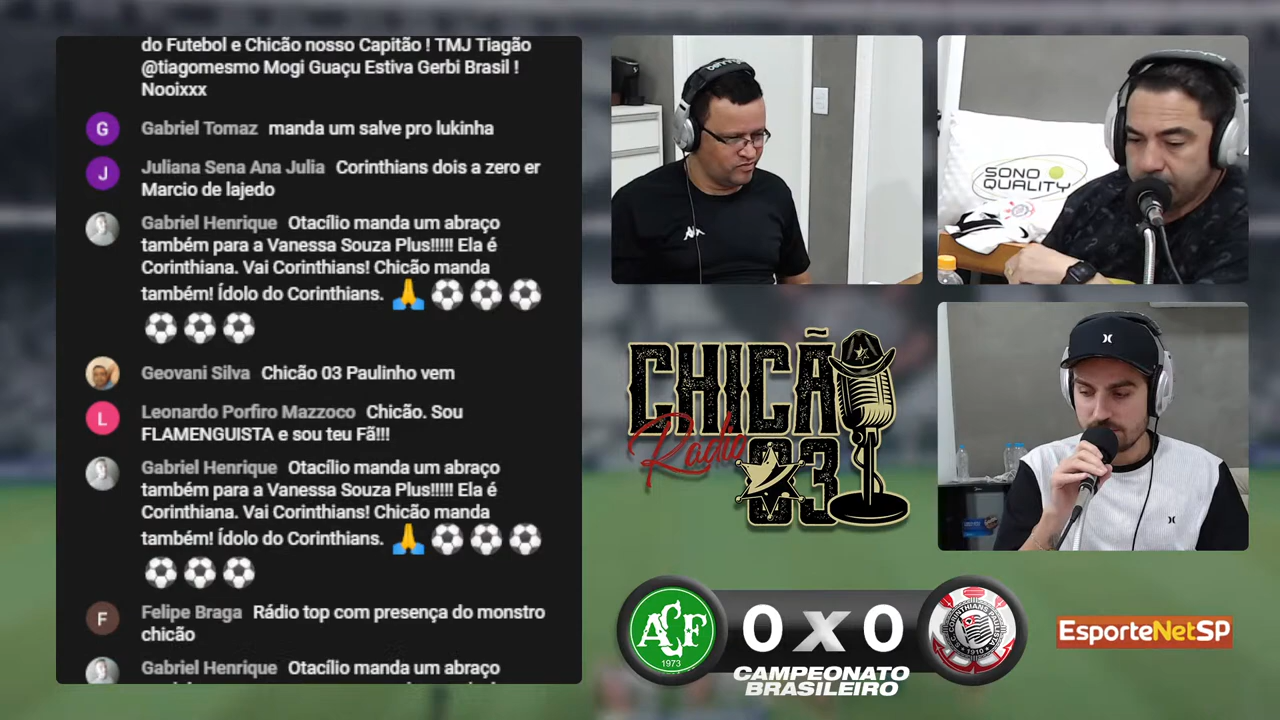 do Futebol e Chicão nosso Capitão ! TMJ Tiagão
@tiagomesmo Mogi Guaçu Estiva Gerbi Brasil !
Nooixxx
G
Gabriel Tomaz manda um salve pro lukinha
J
Juliana Sena Ana Julia Corinthians dois a zero er
Marcio de lajedo
Gabriel Henrique Otacílio manda um abraço
também para a Vanessa Souza Plus!!!!! Ela é
Corinthiana. Vai Corinthians! Chicão manda
também! Ídolo do Corinthians. 🙏 ⚽ ⚽ ⚽
⚽ ⚽ ⚽
Geovani Silva Chicão 03 Paulinho vem
L
Leonardo Porfiro Mazzoco Chicão. Sou
FLAMENGUISTA e sou teu Fã!!!
Gabriel Henrique Otacílio manda um abraço
também para a Vanessa Souza Plus!!!!! Ela é
Corinthiana. Vai Corinthians! Chicão manda
também! Ídolo do Corinthians. 🙏 ⚽ ⚽ ⚽
⚽ ⚽ ⚽
F
Felipe Braga Rádio top com presença do monstro
chicão
Gabriel Henrique Otacílio manda um abraço
SONO
QUALITY
CHICÃO
Radio
03
ACF
1973
0 X 0
CORINTHIANS PAULISTA
1910
CAMPEONATO
BRASILEIRO
EsporteNetSP